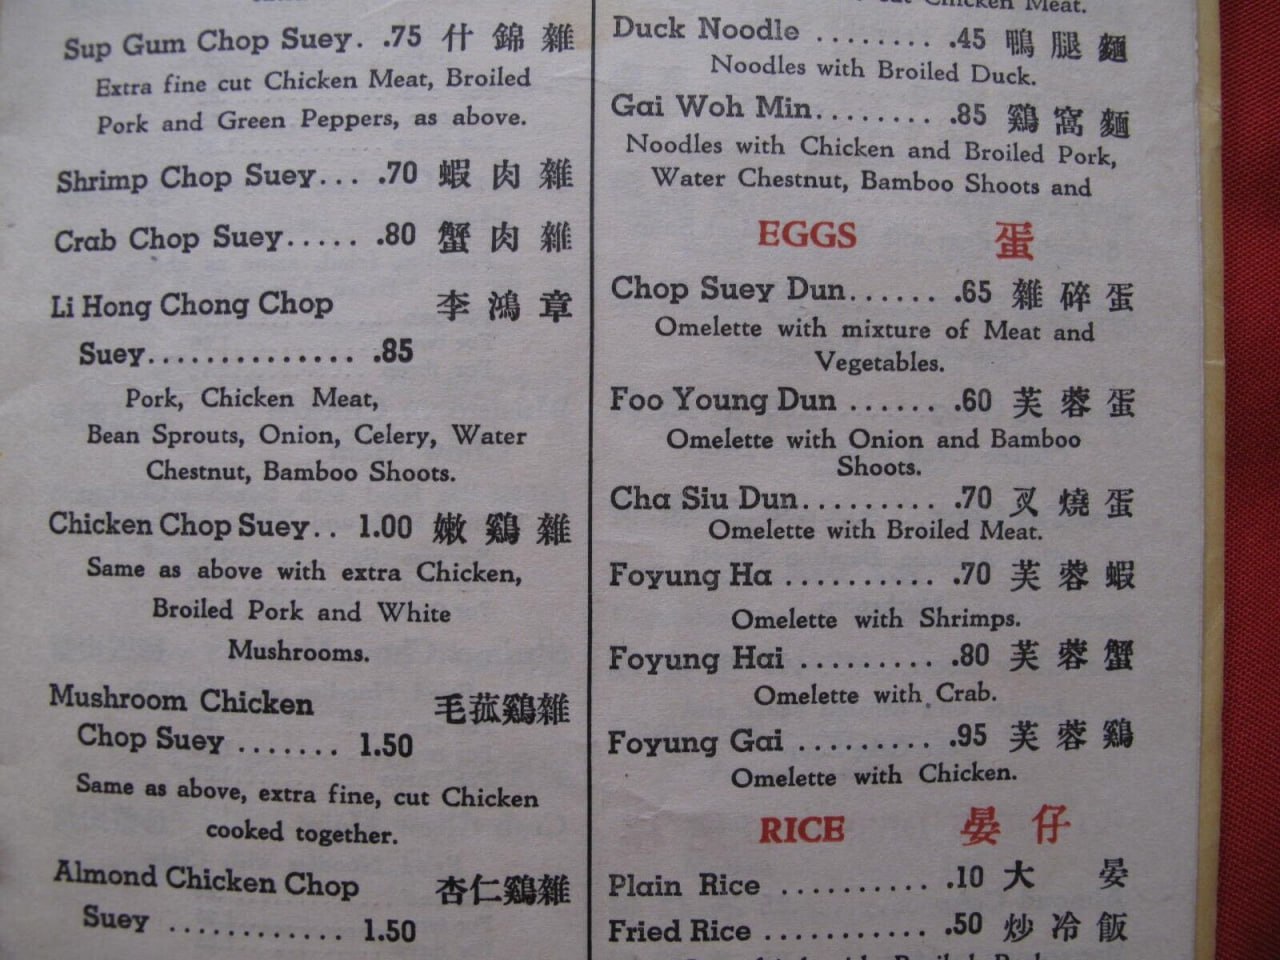 Sup Gum Chop Suey. .75 什錦雜
Extra fine cut Chicken Meat, Broiled
Pork and Green Peppers, as above.
Shrimp Chop Suey... .70 蝦肉雜
Crab Chop Suey..... .80 蟹肉雜
Li Hong Chong Chop 李鴻章
Suey.............. .85
Pork, Chicken Meat,
Bean Sprouts, Onion, Celery, Water
Chestnut, Bamboo Shoots.
Chicken Chop Suey.. 1.00 嫩鷄雜
Same as above with extra Chicken,
Broiled Pork and White
Mushrooms.
Mushroom Chicken 毛菰鷄雜
Chop Suey ....... 1.50
Same as above, extra fine, cut Chicken
cooked together.
Almond Chicken Chop 杏仁鷄雜
Suey ............ 1.50
cut Chicken Meat.
Duck Noodle ........ .45 鴨腿麵
Noodles with Broiled Duck.
Gai Woh Min........ .85 鷄窩麵
Noodles with Chicken and Broiled Pork,
Water Chestnut, Bamboo Shoots and
EGGS 蛋
Chop Suey Dun...... .65 雜碎蛋
Omelette with mixture of Meat and
Vegetables.
Foo Young Dun ...... .60 芙蓉蛋
Omelette with Onion and Bamboo
Shoots.
Cha Siu Dun......... .70 叉燒蛋
Omelette with Broiled Meat.
Foyung Ha .......... .70 芙蓉蝦
Omelette with Shrimps.
Foyung Hai ......... .80 芙蓉蟹
Omelette with Crab.
Foyung Gai ......... .95 芙蓉鷄
Omelette with Chicken.
RICE 晏仔
Plain Rice .......... .10 大晏
Fried Rice ........... .50 炒冷飯